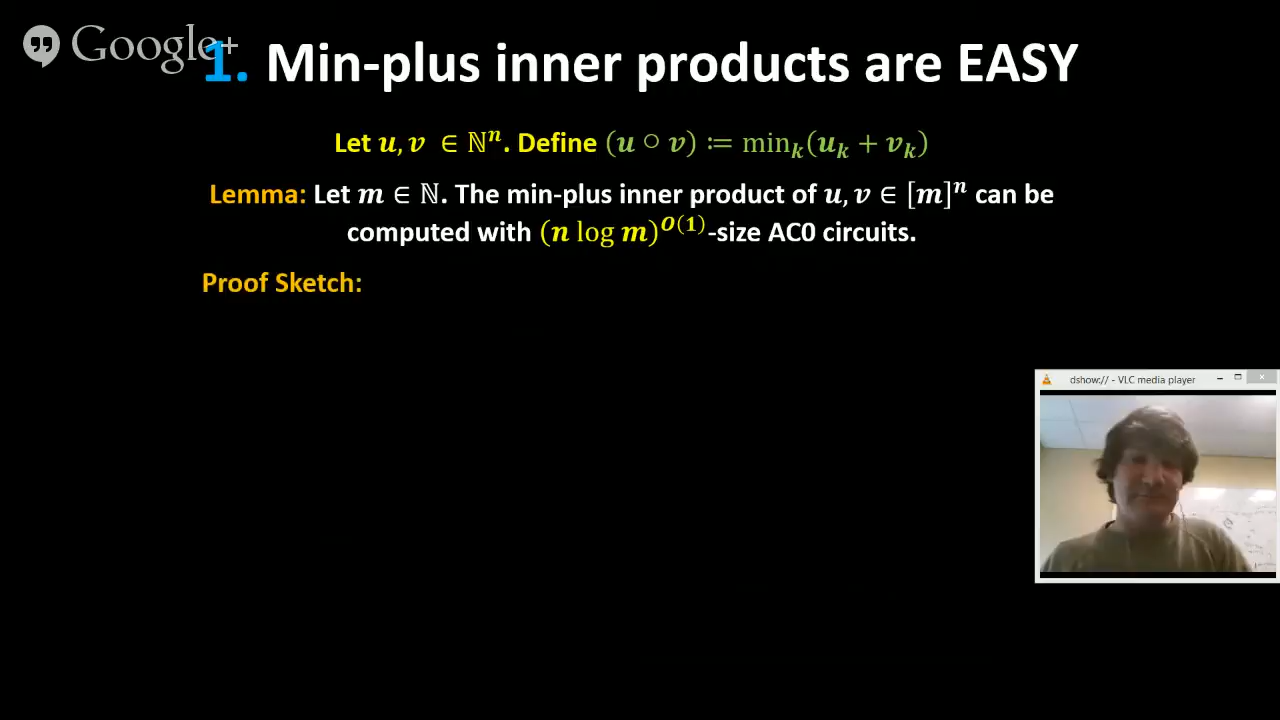 Google+
1. Min-plus inner products are EASY
Let u, v ∈ ℕⁿ. Define (u ○ v) ≔ minₖ(uₖ + vₖ)
Lemma: Let m ∈ ℕ. The min-plus inner product of u, v ∈ [m]ⁿ can be
computed with (n log m)^O(1)-size AC0 circuits.
Proof Sketch:
dshow:// - VLC media player